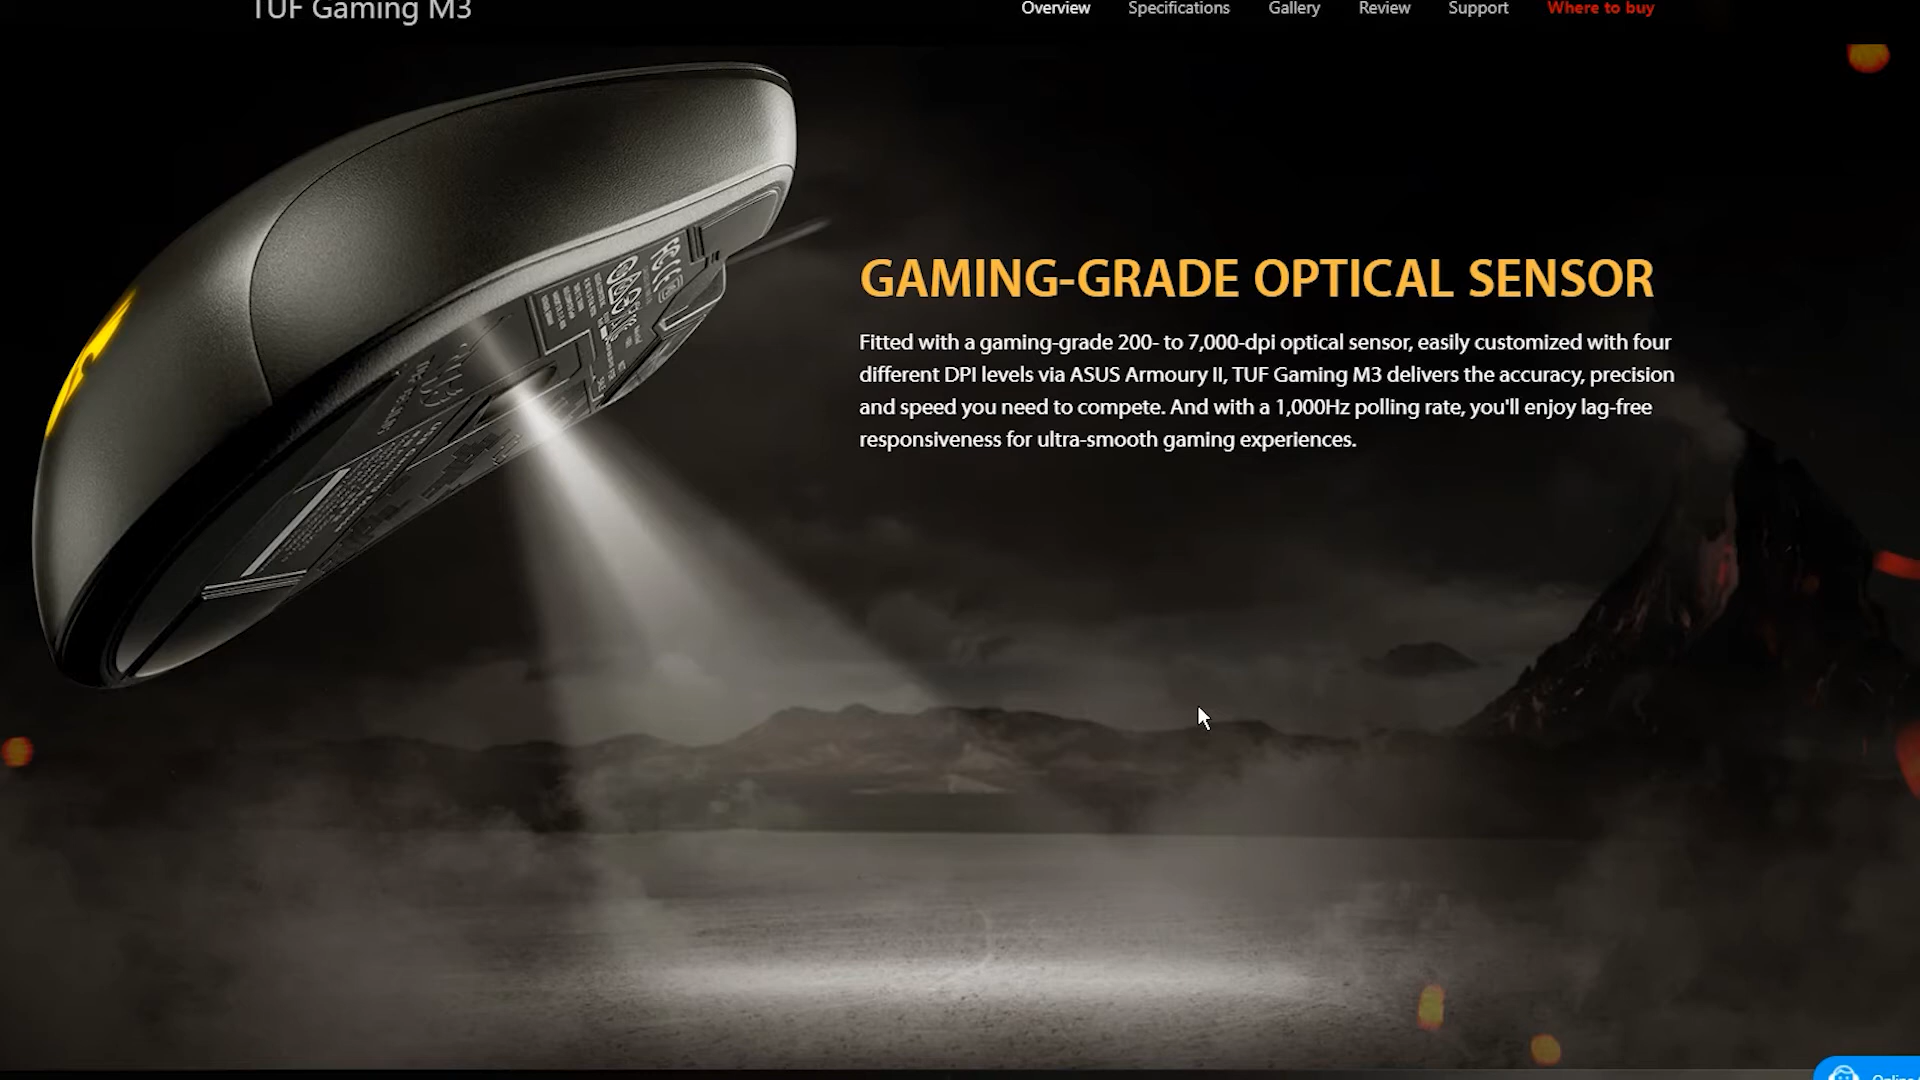 TUF Gaming M3
Overview Specifications Gallery Review Support Where to buy
GAMING-GRADE OPTICAL SENSOR
Fitted with a gaming-grade 200- to 7,000-dpi optical sensor, easily customized with four
different DPI levels via ASUS Armoury II, TUF Gaming M3 delivers the accuracy, precision
and speed you need to compete. And with a 1,000Hz polling rate, you'll enjoy lag-free
responsiveness for ultra-smooth gaming experiences.